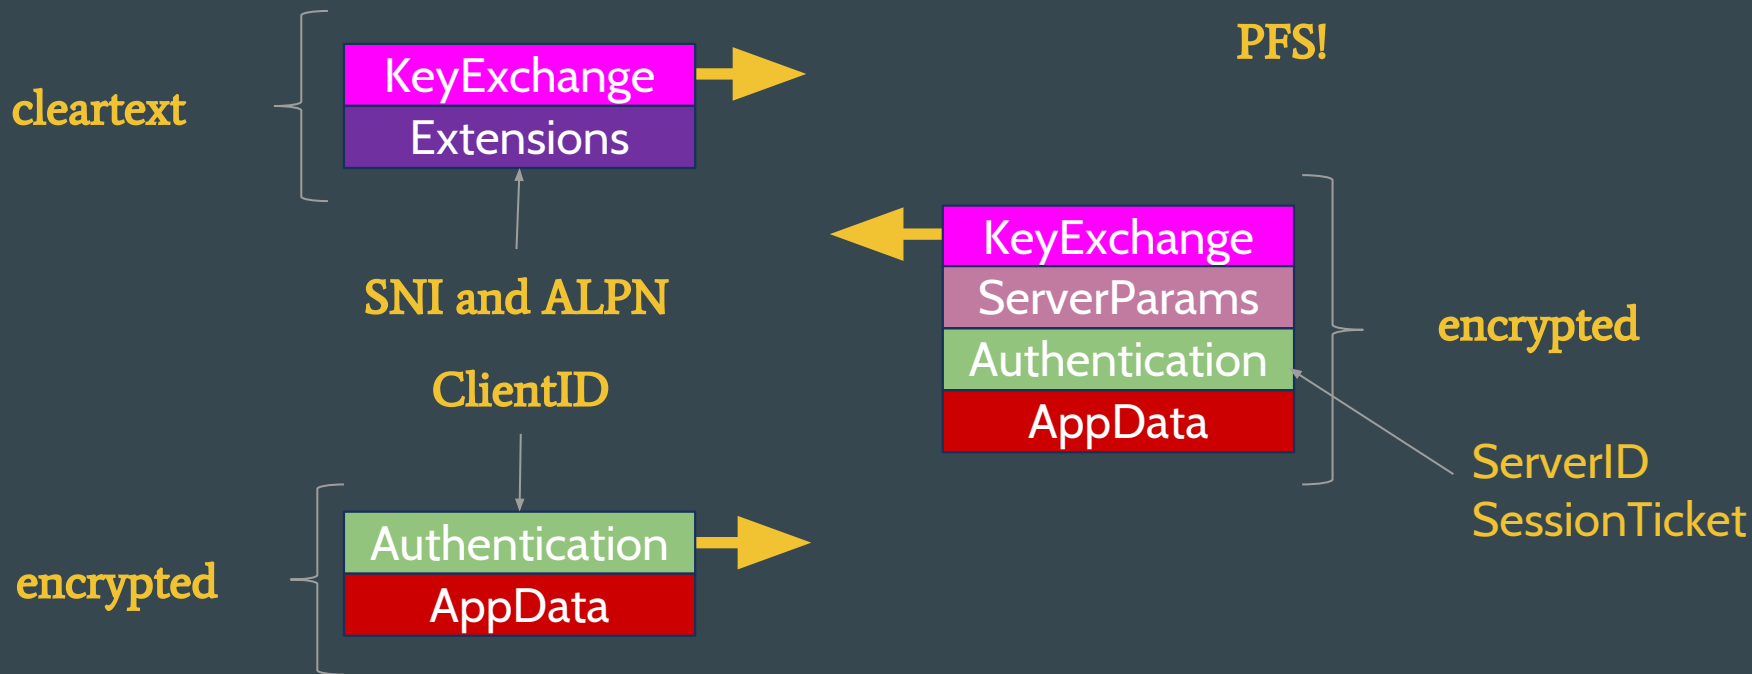 PFS!
cleartext
KeyExchange
Extensions
SNI and ALPN
KeyExchange
ServerParams
Authentication
AppData
encrypted
ServerID
SessionTicket
ClientID
encrypted
Authentication
AppData